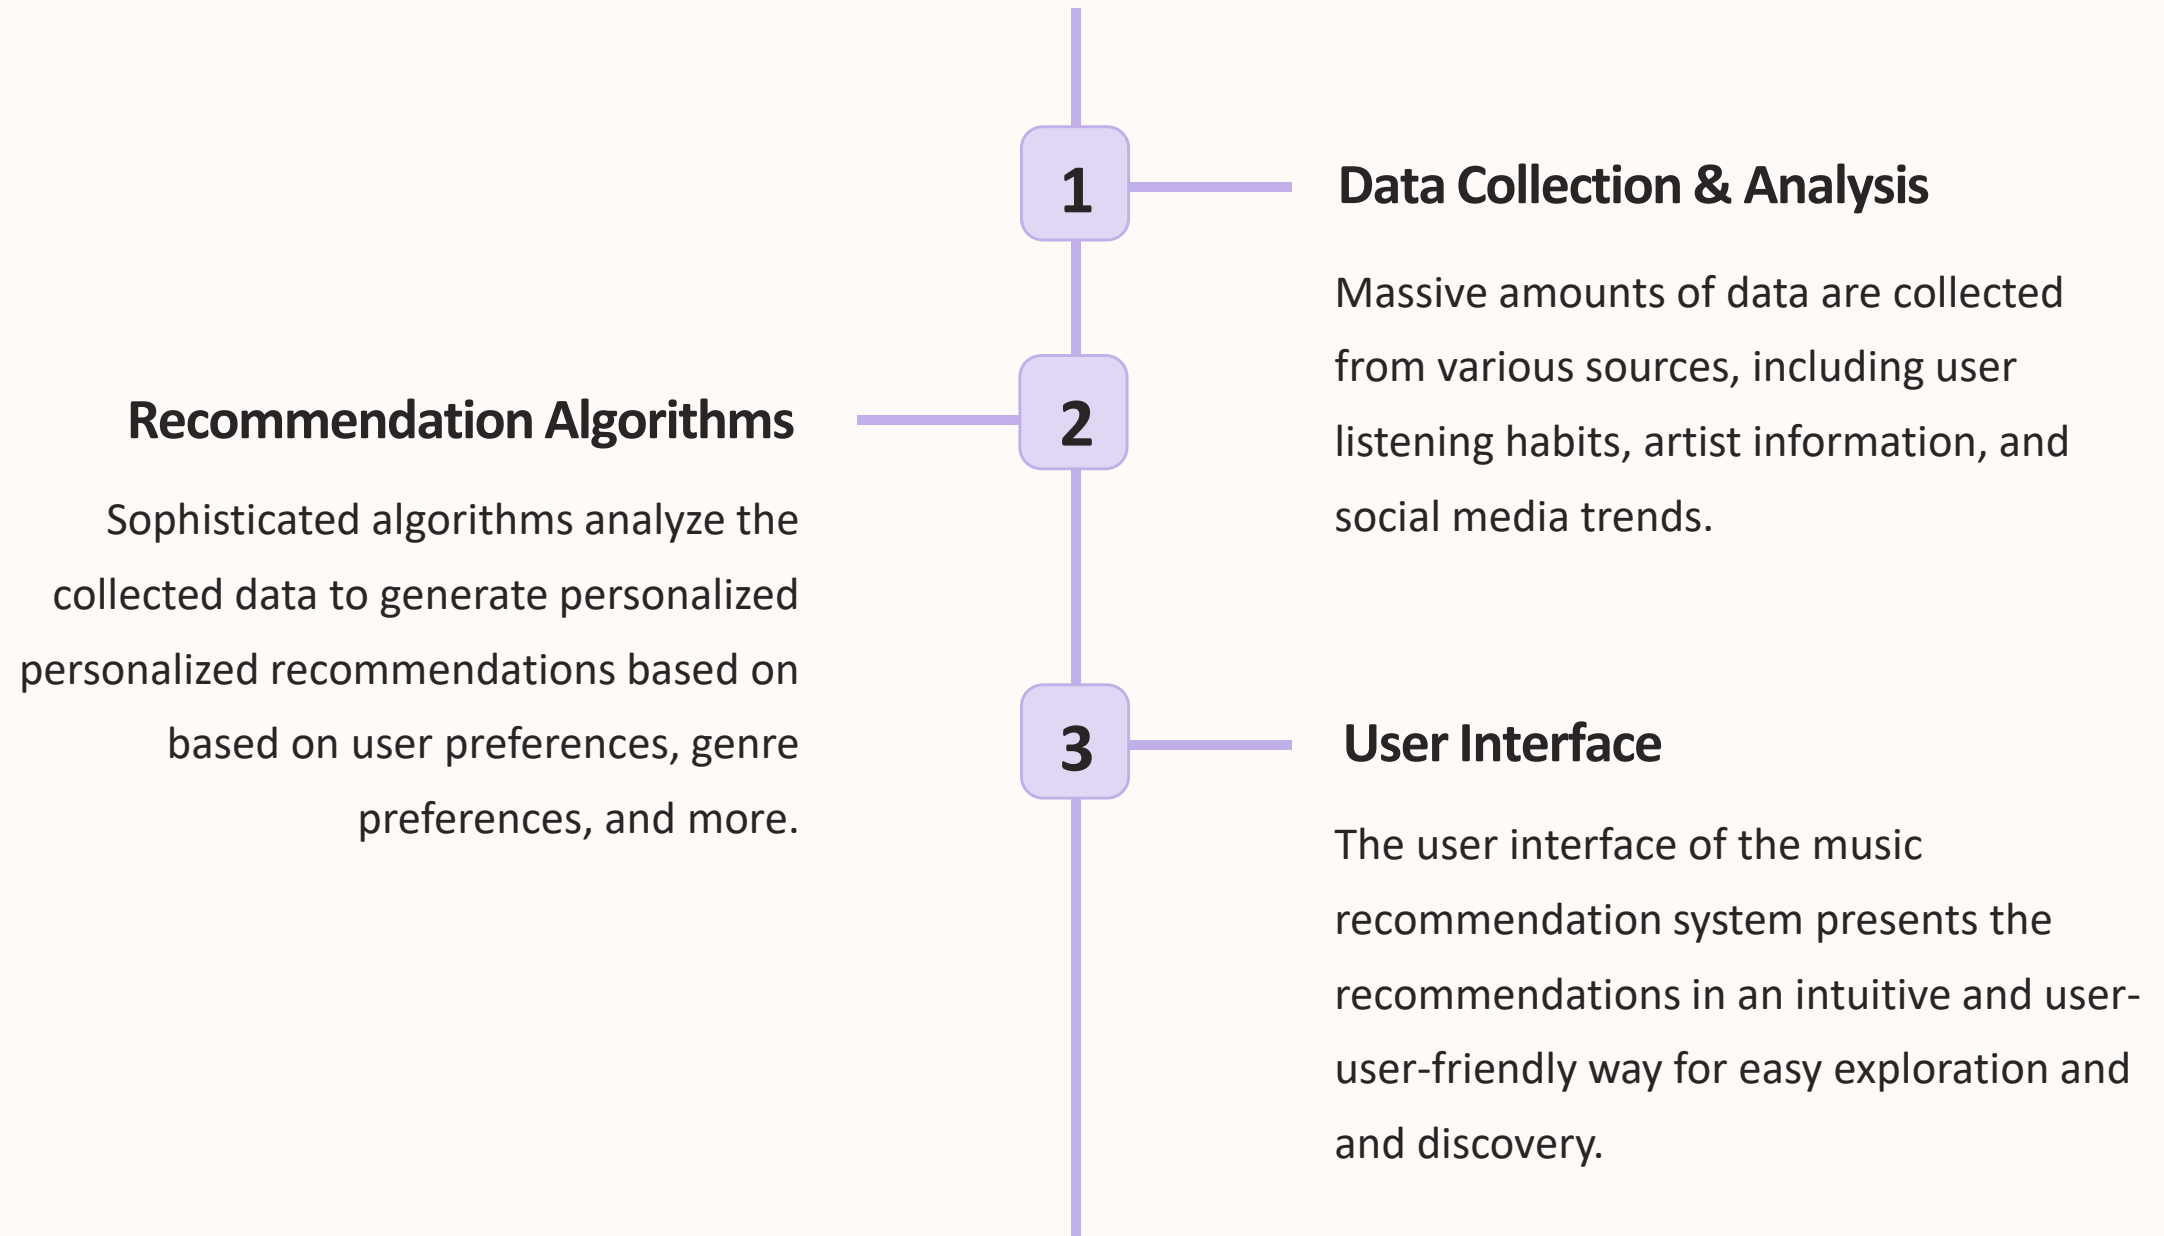 1
Data Collection & Analysis
Massive amounts of data are collected
from various sources, including user
listening habits, artist information, and
social media trends.
2
Recommendation Algorithms
Sophisticated algorithms analyze the
collected data to generate personalized
personalized recommendations based on
based on user preferences, genre
preferences, and more.
3
User Interface
The user interface of the music
recommendation system presents the
recommendations in an intuitive and user-
user-friendly way for easy exploration and
and discovery.